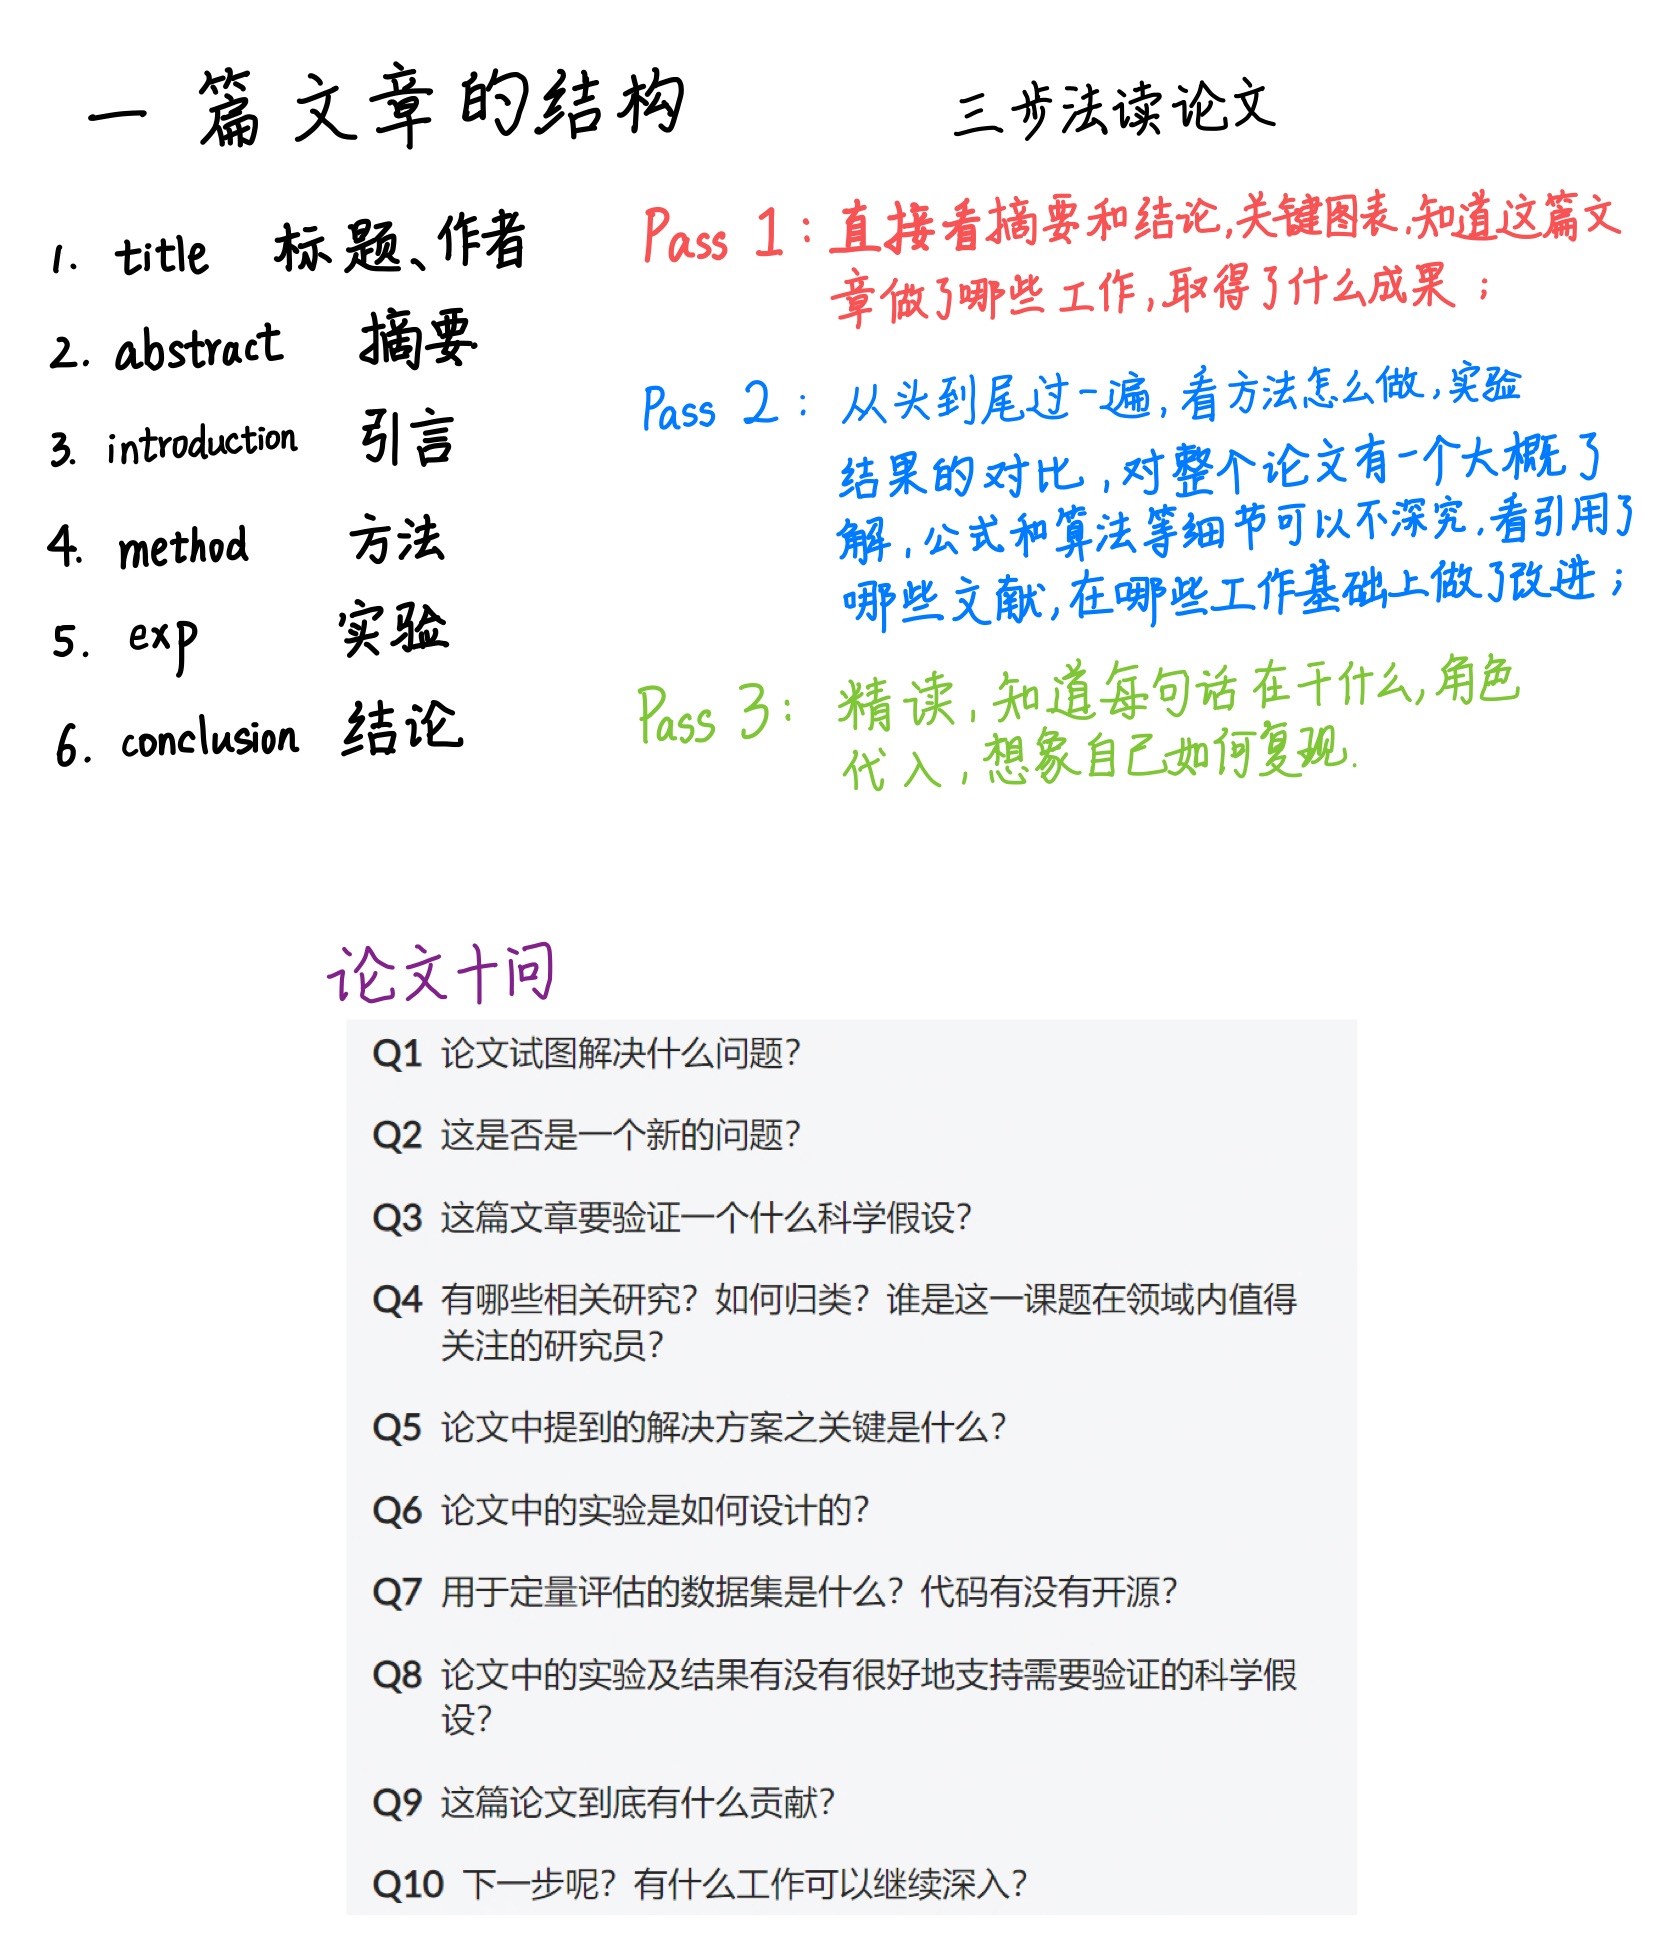 一篇文章的结构
1. title 标题、作者
2. abstract 摘要
3. introduction 引言
4. method 方法
5. exp 实验
6. conclusion 结论
三步法读论文
Pass 1：直接看摘要和结论,关键图表.知道这篇文
章做了哪些工作,取得了什么成果；
Pass 2：从头到尾过一遍,看方法怎么做,实验
结果的对比,对整个论文有一个大概了
解,公式和算法等细节可以不深究,看引用了
哪些文献,在哪些工作基础上做了改进；
Pass 3：精读,知道每句话在干什么,角色
代入,想象自己如何复现.
论文十问
Q1 论文试图解决什么问题？
Q2 这是否是一个新的问题？
Q3 这篇文章要验证一个什么科学假设？
Q4 有哪些相关研究？如何归类？谁是这一课题在领域内值得
关注的研究员？
Q5 论文中提到的解决方案之关键是什么？
Q6 论文中的实验是如何设计的？
Q7 用于定量评估的数据集是什么？代码有没有开源？
Q8 论文中的实验及结果有没有很好地支持需要验证的科学假
设？
Q9 这篇论文到底有什么贡献？
Q10 下一步呢？有什么工作可以继续深入？